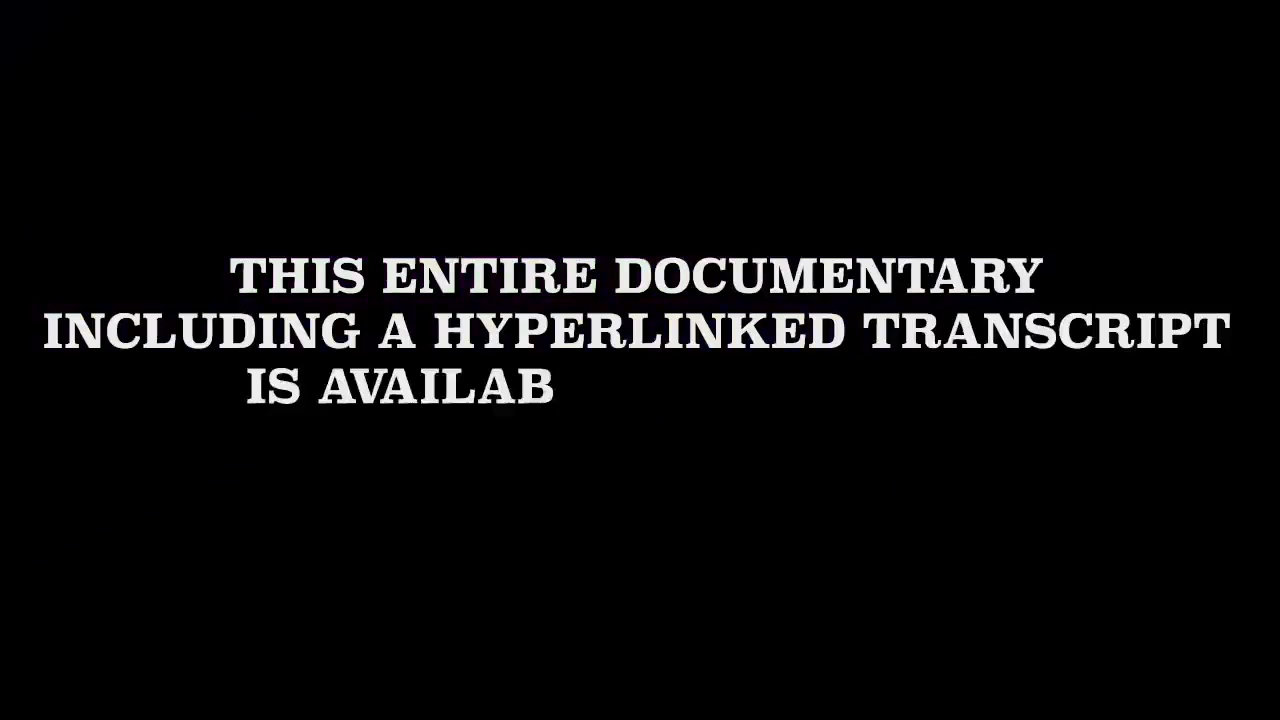 THIS ENTIRE DOCUMENTARY
INCLUDING A HYPERLINKED TRANSCRIPT
IS AVAILAB